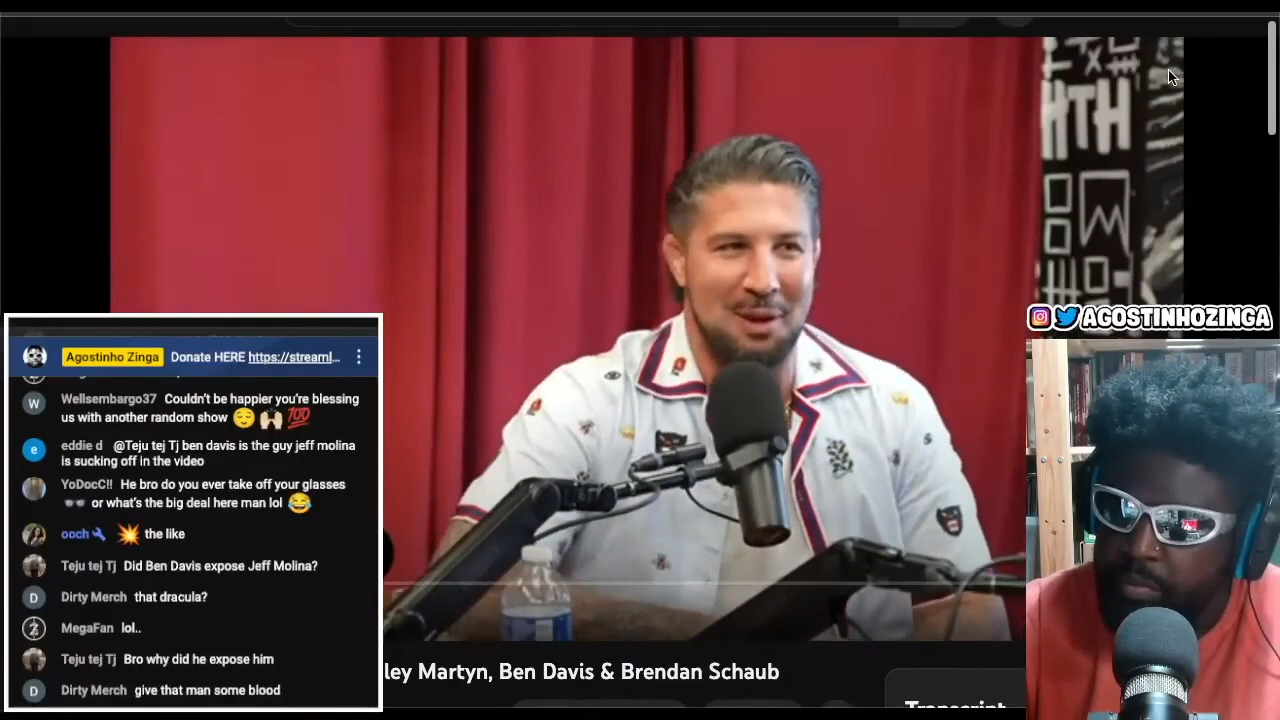 HTH
AGOSTINHOZINGA
Agostinho Zinga Donate HERE https://streaml...
Wellsembargo37 Couldn't be happier you're blessing
us with another random show 😌 🙌🏻 💯
eddie d @Teju tej Tj ben davis is the guy jeff molina
is sucking off in the video
YoDocC!! He bro do you ever take off your glasses
🕶️ or what's the big deal here man lol 😂
ooch 🔧 💥 the like
Teju tej Tj Did Ben Davis expose Jeff Molina?
Dirty Merch that dracula?
MegaFan lol..
Teju tej Tj Bro why did he expose him
Dirty Merch give that man some blood
ley Martyn, Ben Davis & Brendan Schaub
Transcript